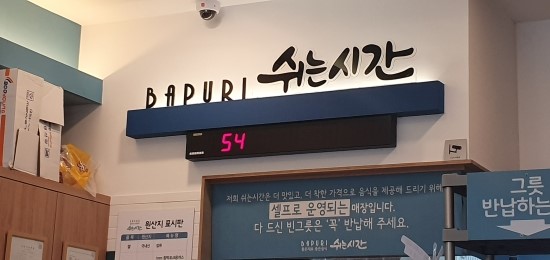 BAPURI 쉬는시간
54
저희 쉬는시간은 더 맛있고, 더 착한 가격으로 음식을 제공해 드리기 위해
셀프로 운영되는 매장입니다.
다 드신 빈그릇은 '꼭' 반납해 주세요.
BAPURI 쉬는시간
그릇
반납하는
원산지 표시판